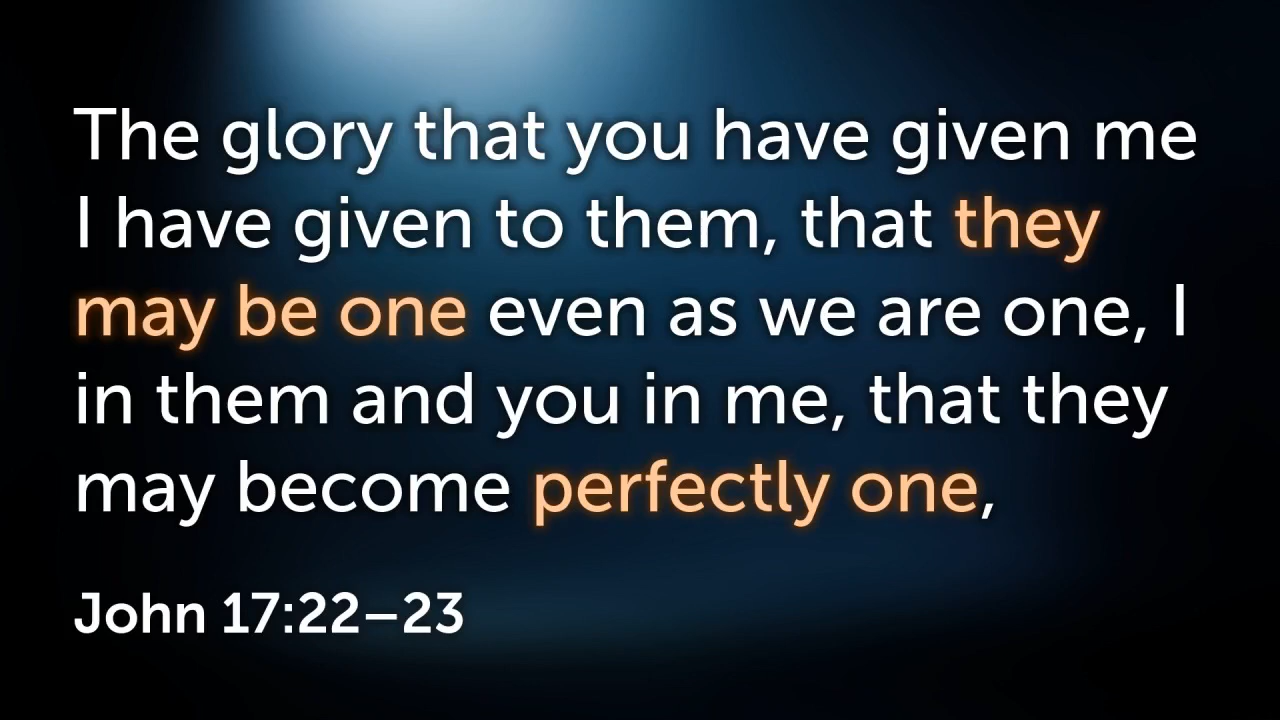 The glory that you have given me
I have given to them, that they
may be one even as we are one, I
in them and you in me, that they
may become perfectly one,
John 17:22–23